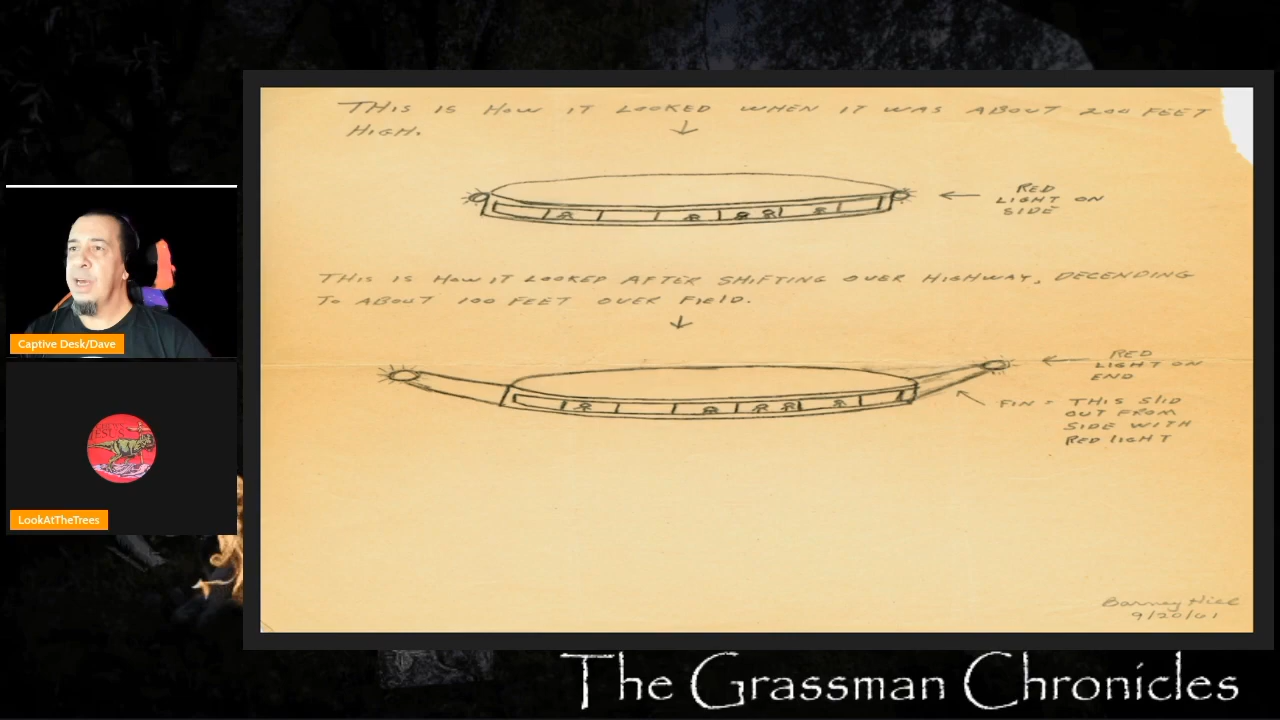 THIS IS HOW IT LOOKED WHEN IT WAS ABOUT 200 FEET
HIGH.
RED
LIGHT ON
SIDE
THIS IS HOW IT LOOKED AFTER SHIFTING OVER HIGHWAY, DECENDING
TO ABOUT 100 FEET OVER FIELD.
RED
LIGHT ON
END
FIN = THIS SLID
OUT FROM
SIDE WITH
RED LIGHT
Barney Hill
9/20/61
Captive Desk/Dave
LookAtTheTrees
The Grassman Chronicles